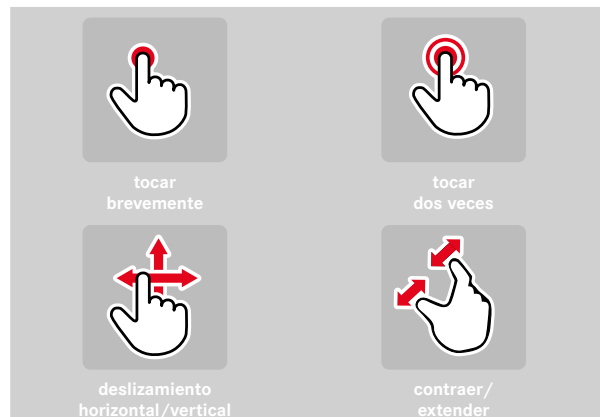 tocar
brevemente
tocar
dos veces
deslizamiento
horizontal/vertical
contraer/
extender